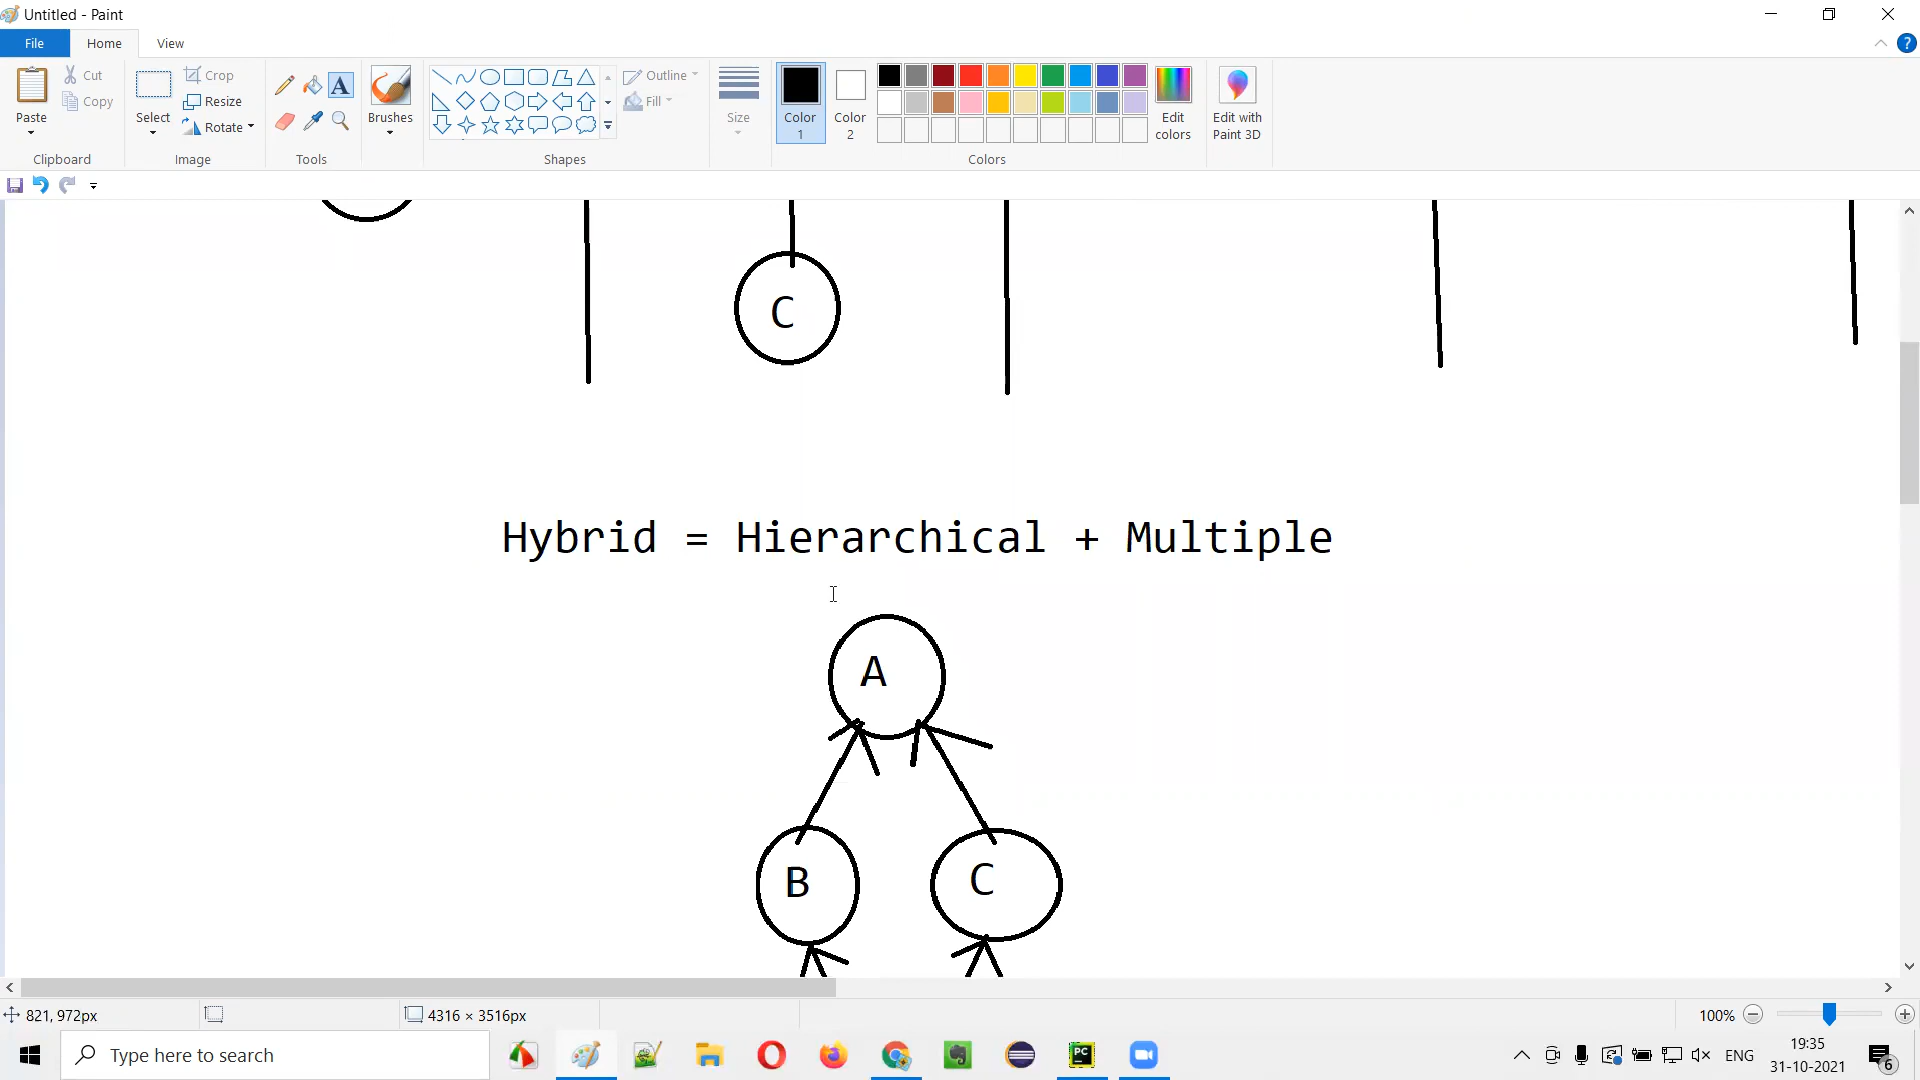 Untitled - Paint
File Home View
Paste
Cut
Copy
Clipboard
Select
Crop
Resize
Rotate
Image
A
Tools
Brushes
Shapes
Outline
Fill
Size
Color 1
Color 2
Edit colors
Edit with Paint 3D
Colors
C
Hybrid = Hierarchical + Multiple
A
B C
821, 972px 4316 × 3516px 100%
Type here to search
PC
ENG
19:35
31-10-2021
6